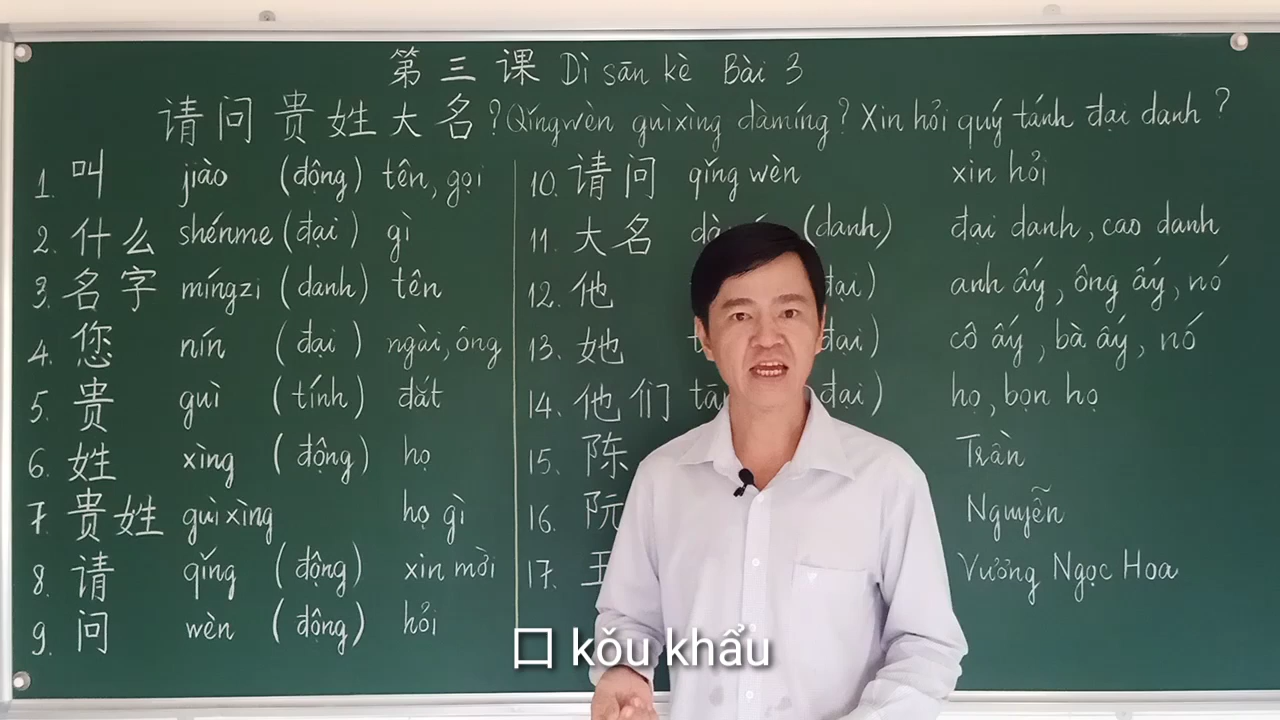 第三课 Dì sān kè Bài 3
请问贵姓大名? Qǐngwèn guìxìng dàmíng? Xin hỏi quý tánh đại danh?
1. 叫 jiào (động) tên, gọi
2. 什么 shénme (đại) gì
3. 名字 míngzi (danh) tên
4. 您 nín (đại) ngài, ông
5. 贵 guì (tính) đắt
6. 姓 xìng (động) họ
7. 贵姓 guìxìng họ gì
8. 请 qǐng (động) xin mời
9. 问 wèn (động) hỏi
10. 请问 qǐng wèn xin hỏi
11. 大名 (danh) đại danh, cao danh
12. 他 đại) anh ấy, ông ấy, nó
13. 她 đại) cô ấy, bà ấy, nó
14. 他们 đại) họ, bọn họ
15. 陈 Trần
16. 阮 Nguyễn
17. Vương Ngọc Hoa
口 kǒu khẩu